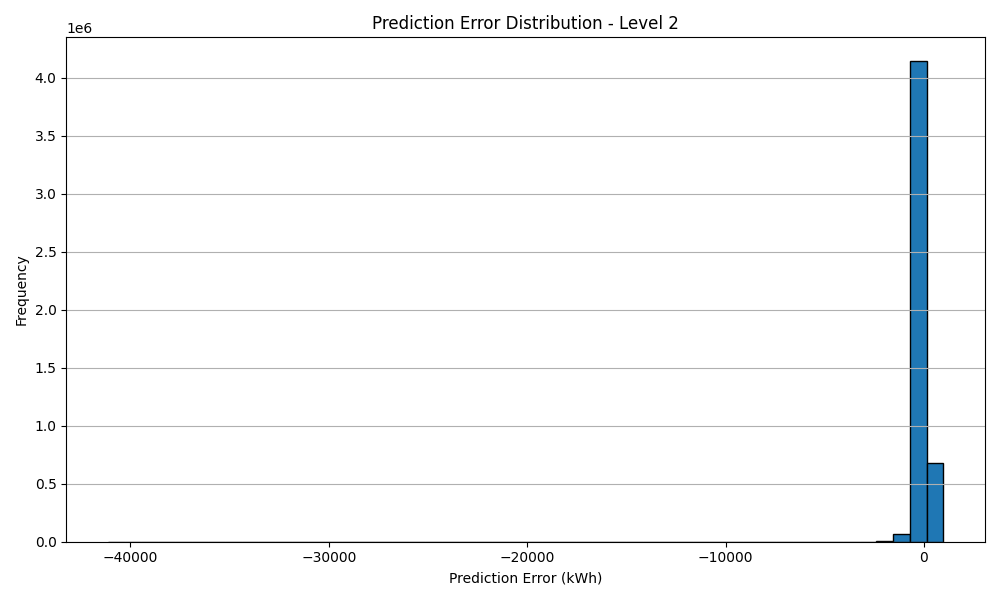 Prediction Error Distribution - Level 2
1e6
4.0
3.5
3.0
2.5
2.0
1.5
1.0
0.5
0.0
Frequency
−40000 −30000 −20000 −10000 0
Prediction Error (kWh)